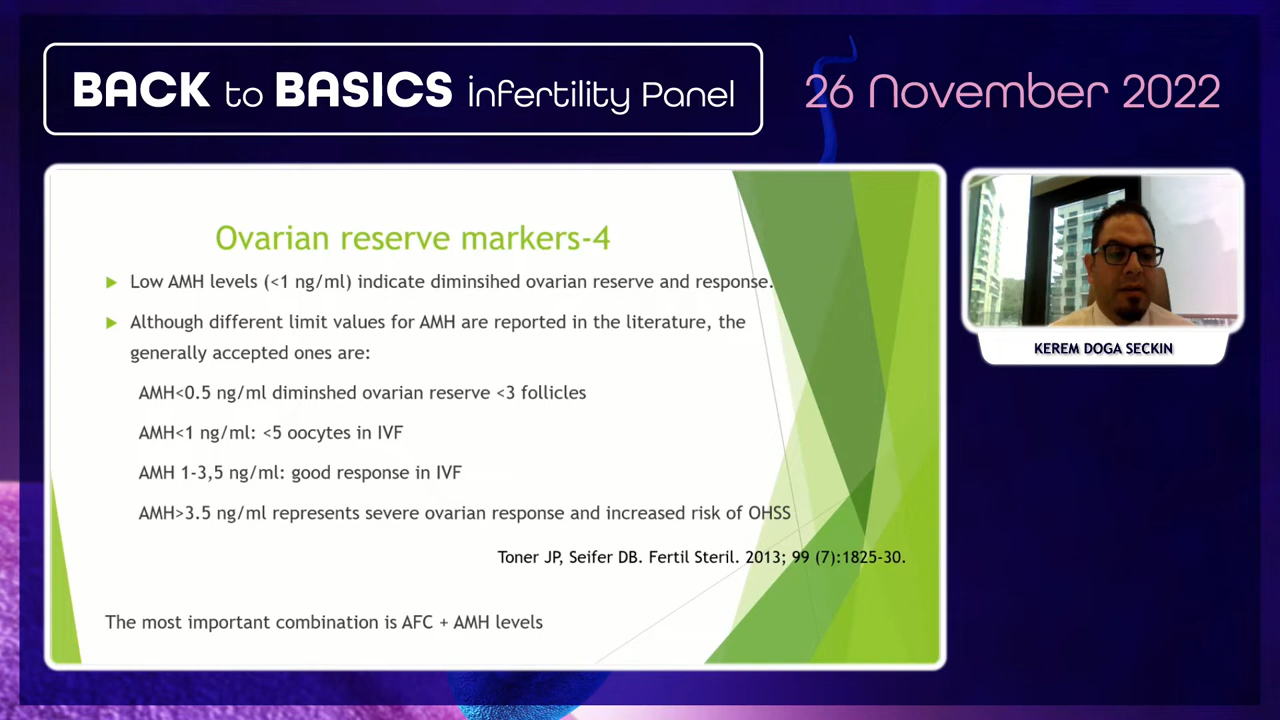 BACK to BASICS infertility Panel
26 November 2022
Ovarian reserve markers-4
Low AMH levels (<1 ng/ml) indicate diminsihed ovarian reserve and response.
Although different limit values for AMH are reported in the literature, the
generally accepted ones are:
AMH<0.5 ng/ml diminshed ovarian reserve <3 follicles
AMH<1 ng/ml: <5 oocytes in IVF
AMH 1-3,5 ng/ml: good response in IVF
AMH>3.5 ng/ml represents severe ovarian response and increased risk of OHSS
Toner JP, Seifer DB. Fertil Steril. 2013; 99 (7):1825-30.
The most important combination is AFC + AMH levels
KEREM DOGA SECKIN